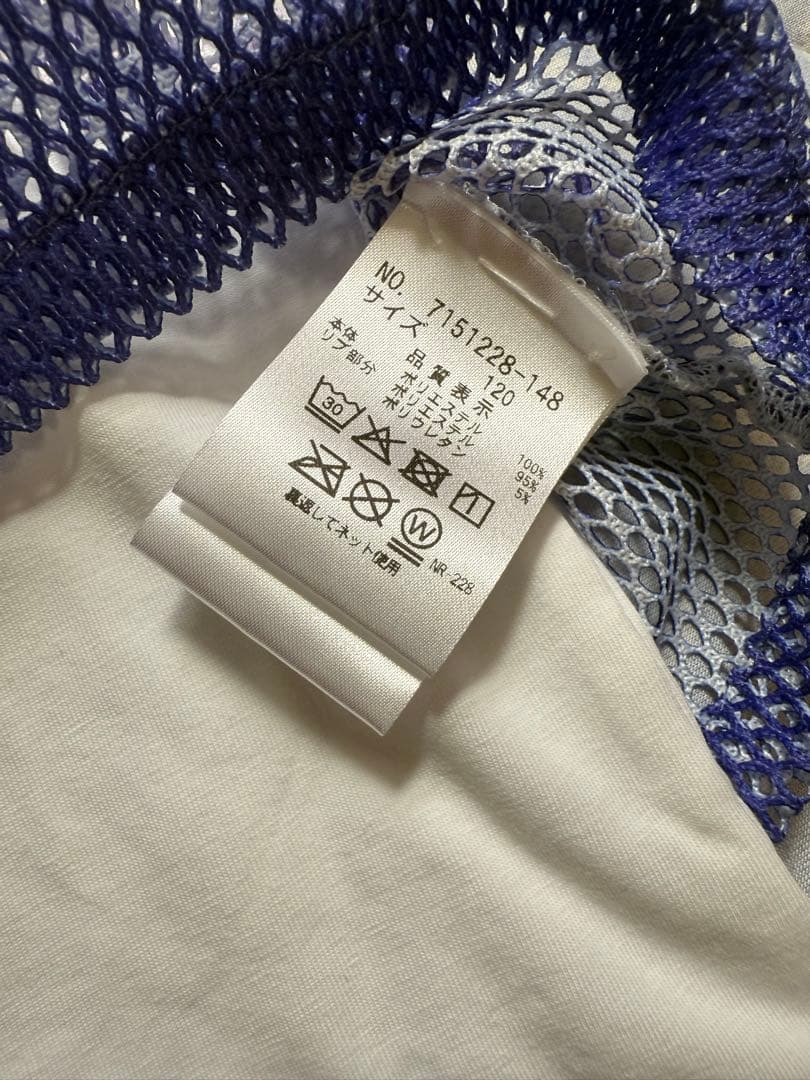 NO. 7151228-148
サイズ 120
品質表示
本体 ポリエステル 100%
リブ部分 ポリエステル 95%
ポリウレタン 5%
30
W
裏返してネット使用
NR-228